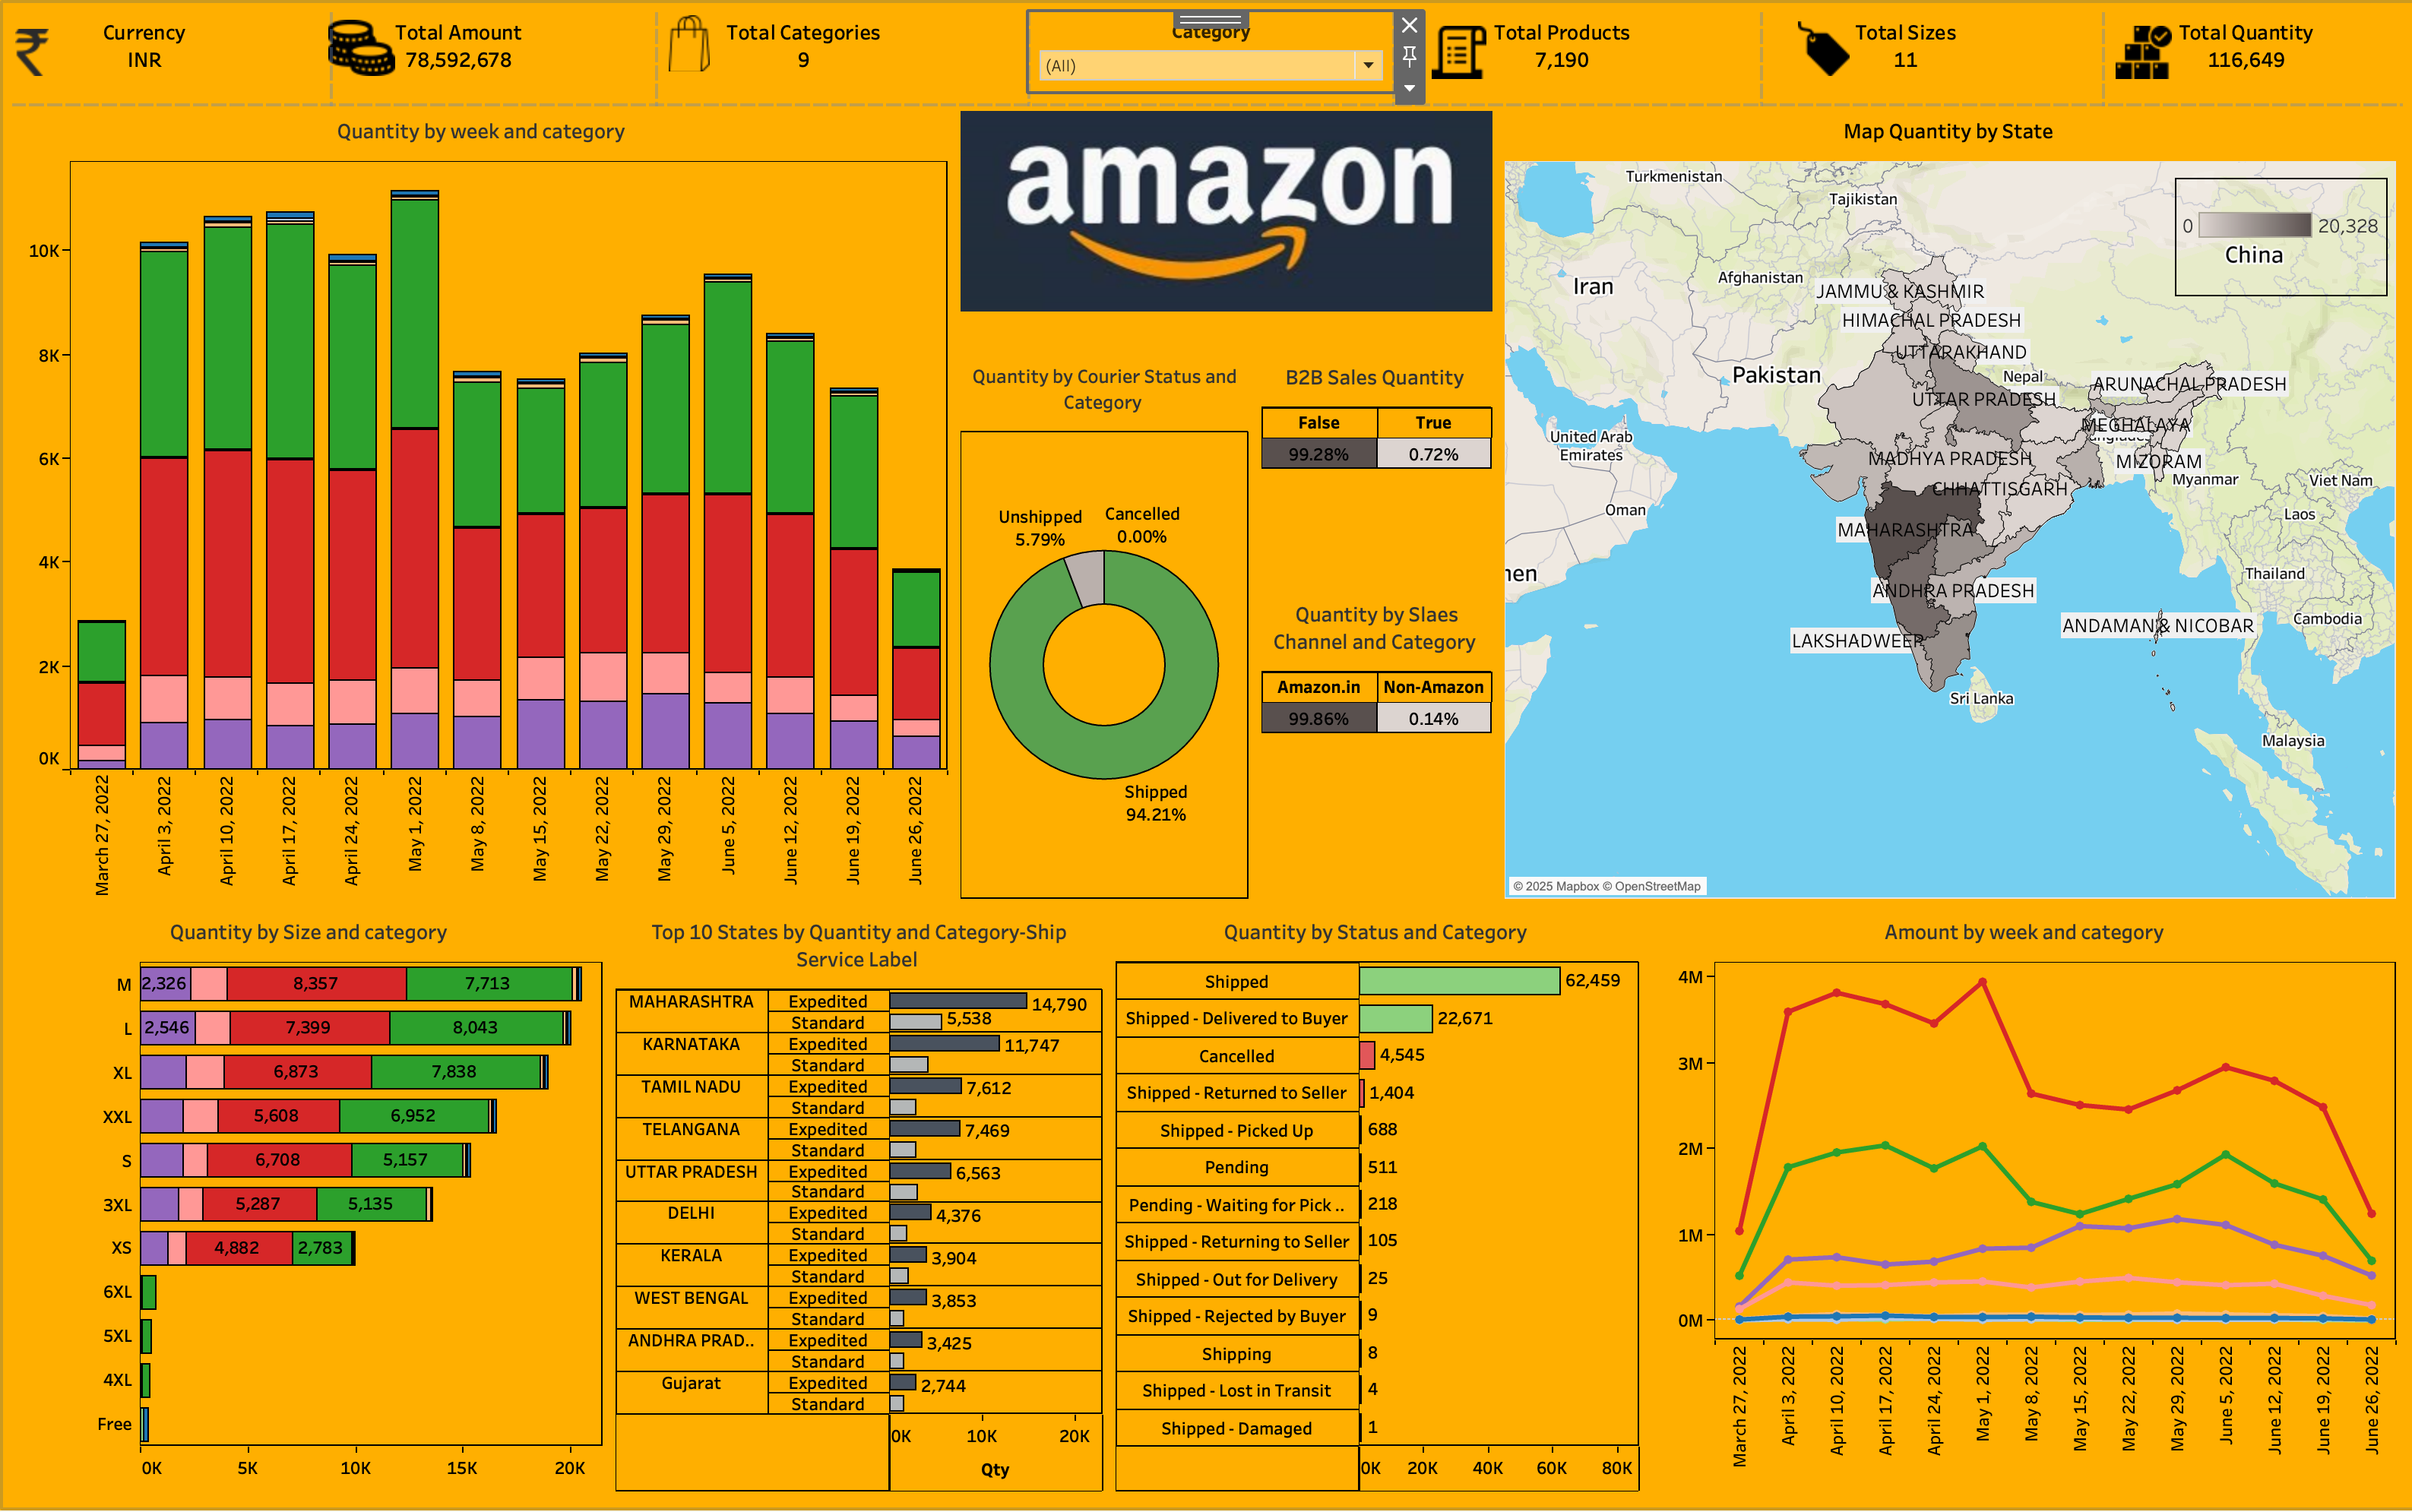 Currency
INR
Total Amount
78,592,678
Total Categories
9
Category
(All)
Total Products
7,190
Total Sizes
11
Total Quantity
116,649
Quantity by week and category
10K
8K
6K
4K
2K
0K
March 27, 2022
April 3, 2022
April 10, 2022
April 17, 2022
April 24, 2022
May 1, 2022
May 8, 2022
May 15, 2022
May 22, 2022
May 29, 2022
June 5, 2022
June 12, 2022
June 19, 2022
June 26, 2022
amazon
Quantity by Courier Status and
Category
Unshipped
5.79%
Cancelled
0.00%
Shipped
94.21%
B2B Sales Quantity
False True
99.28% 0.72%
Quantity by Slaes
Channel and Category
Amazon.in Non-Amazon
99.86% 0.14%
Map Quantity by State
0 20,328
China
Turkmenistan
Tajikistan
Afghanistan
Iran
JAMMU & KASHMIR
HIMACHAL PRADESH
UTTARAKHAND
Pakistan
Nepal
ARUNACHAL PRADESH
UTTAR PRADESH
MEGHALAYA
United Arab
Emirates
MADHYA PRADESH
MIZORAM
Myanmar
Viet Nam
CHHATTISGARH
Oman
Laos
MAHARASHTRA
men
Thailand
ANDHRA PRADESH
Cambodia
ANDAMAN & NICOBAR
LAKSHADWEEP
Sri Lanka
Malaysia
© 2025 Mapbox © OpenStreetMap
Quantity by Size and category
M 2,326 8,357 7,713
L 2,546 7,399 8,043
XL 6,873 7,838
XXL 5,608 6,952
S 6,708 5,157
3XL 5,287 5,135
XS 4,882 2,783
6XL
5XL
4XL
Free
0K 5K 10K 15K 20K
Top 10 States by Quantity and Category-Ship
Service Label
MAHARASHTRA Expedited 14,790
Standard 5,538
KARNATAKA Expedited 11,747
Standard
TAMIL NADU Expedited 7,612
Standard
TELANGANA Expedited 7,469
Standard
UTTAR PRADESH Expedited 6,563
Standard
DELHI Expedited 4,376
Standard
KERALA Expedited 3,904
Standard
WEST BENGAL Expedited 3,853
Standard
ANDHRA PRAD.. Expedited 3,425
Standard
Gujarat Expedited 2,744
Standard
0K 10K 20K
Qty
Quantity by Status and Category
Shipped 62,459
Shipped - Delivered to Buyer 22,671
Cancelled 4,545
Shipped - Returned to Seller 1,404
Shipped - Picked Up 688
Pending 511
Pending - Waiting for Pick .. 218
Shipped - Returning to Seller 105
Shipped - Out for Delivery 25
Shipped - Rejected by Buyer 9
Shipping 8
Shipped - Lost in Transit 4
Shipped - Damaged 1
0K 20K 40K 60K 80K
Amount by week and category
4M
3M
2M
1M
0M
March 27, 2022
April 3, 2022
April 10, 2022
April 17, 2022
April 24, 2022
May 1, 2022
May 8, 2022
May 15, 2022
May 22, 2022
May 29, 2022
June 5, 2022
June 12, 2022
June 19, 2022
June 26, 2022